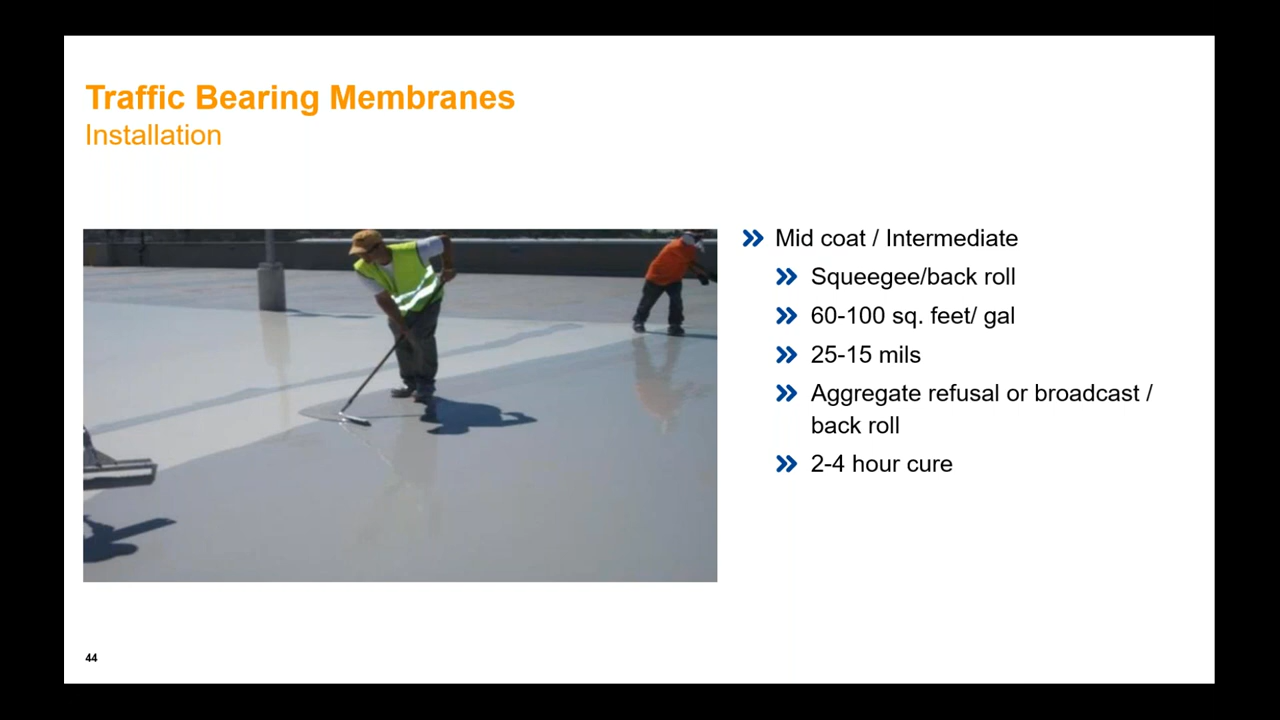 Traffic Bearing Membranes
Installation
Mid coat / Intermediate
Squeegee/back roll
60-100 sq. feet/ gal
25-15 mils
Aggregate refusal or broadcast /
back roll
2-4 hour cure
44